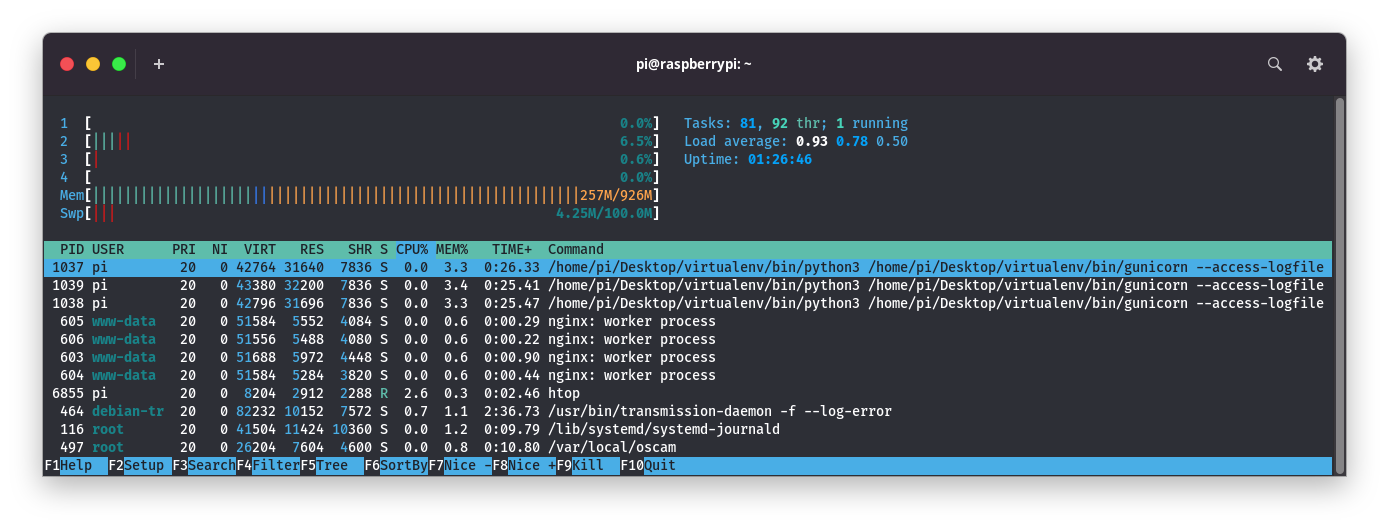 pi@raspberrypi: ~
1 [ 0.0%] Tasks: 81, 92 thr; 1 running
2 [||||| 6.5%] Load average: 0.93 0.78 0.50
3 [| 0.6%] Uptime: 01:26:46
4 [ 0.0%]
Mem[||||||||||||||||||||||||||||||||||||||||||||||||||||||||||||||257M/926M]
Swp[||| 4.25M/100.0M]
PID USER PRI NI VIRT RES SHR S CPU% MEM% TIME+ Command
1037 pi 20 0 42764 31640 7836 S 0.0 3.3 0:26.33 /home/pi/Desktop/virtualenv/bin/python3 /home/pi/Desktop/virtualenv/bin/gunicorn --access-logfile
1039 pi 20 0 43380 32200 7836 S 0.0 3.4 0:25.41 /home/pi/Desktop/virtualenv/bin/python3 /home/pi/Desktop/virtualenv/bin/gunicorn --access-logfile
1038 pi 20 0 42796 31696 7836 S 0.0 3.3 0:25.47 /home/pi/Desktop/virtualenv/bin/python3 /home/pi/Desktop/virtualenv/bin/gunicorn --access-logfile
605 www-data 20 0 51584 5552 4084 S 0.0 0.6 0:00.29 nginx: worker process
606 www-data 20 0 51556 5488 4080 S 0.0 0.6 0:00.22 nginx: worker process
603 www-data 20 0 51688 5972 4448 S 0.0 0.6 0:00.90 nginx: worker process
604 www-data 20 0 51584 5284 3820 S 0.0 0.6 0:00.44 nginx: worker process
6855 pi 20 0 8204 2912 2288 R 2.6 0.3 0:02.46 htop
464 debian-tr 20 0 82232 10152 7572 S 0.7 1.1 2:36.73 /usr/bin/transmission-daemon -f --log-error
116 root 20 0 41504 11424 10360 S 0.0 1.2 0:09.79 /lib/systemd/systemd-journald
497 root 20 0 26204 7604 4600 S 0.0 0.8 0:10.80 /var/local/oscam
F1Help F2Setup F3SearchF4FilterF5Tree F6SortByF7Nice -F8Nice +F9Kill F10Quit